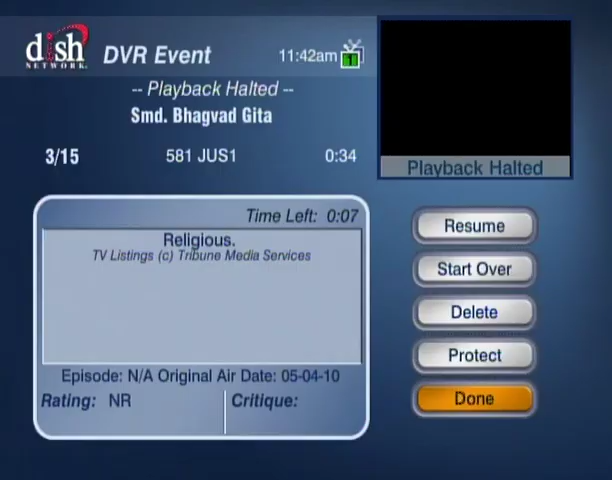 dish
NETWORK.
DVR Event
11:42am
1
-- Playback Halted --
Smd. Bhagvad Gita
3/15 581 JUS1 0:34
Playback Halted
Time Left: 0:07
Religious.
TV Listings (c) Tribune Media Services
Episode: N/A Original Air Date: 05-04-10
Rating: NR Critique:
Resume
Start Over
Delete
Protect
Done